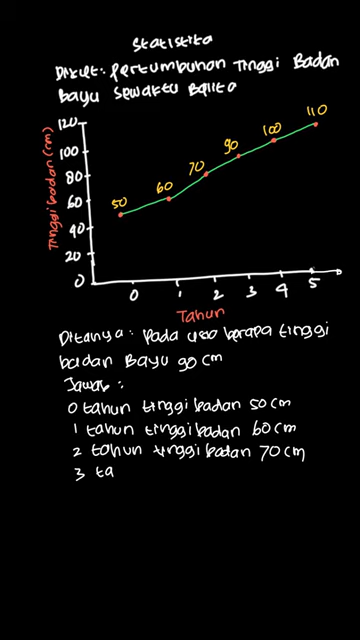 Statistika
Diket: Pertumbuhan Tinggi Badan
Bayu Sewaktu Balita
120
100
80
60
40
20
0
Tinggi badan (cm)
50
60
70
90
100
110
0 1 2 3 4 5
Tahun
Ditanya: Pada usia berapa tinggi
badan Bayu 90 cm
Jawab:
0 tahun tinggi badan 50 cm
1 tahun tinggi badan 60 cm
2 tahun tinggi badan 70 cm
3 ta